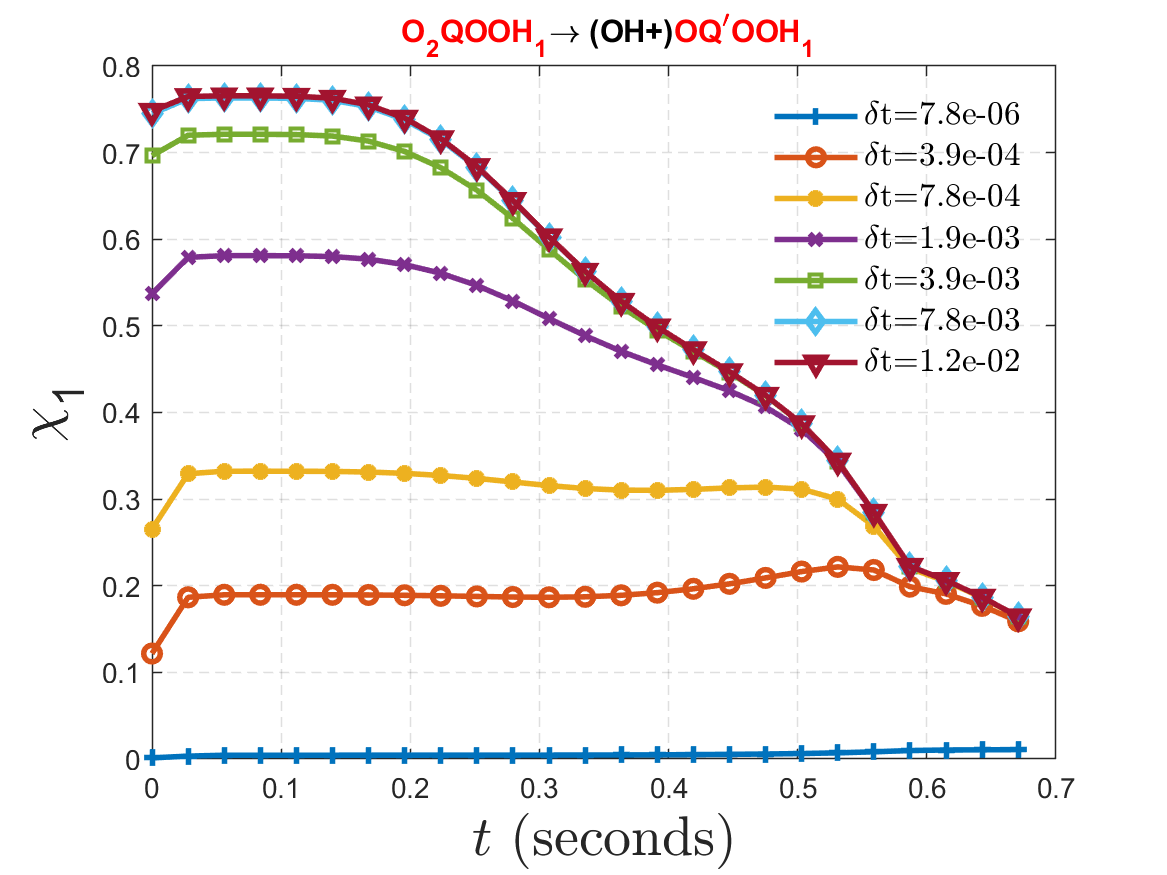 O₂QOOH₁→ (OH+)OQ′OOH₁
0.8
0.7
0.6
0.5
0.4
0.3
0.2
0.1
0
χ₁
δt=7.8e-06
δt=3.9e-04
δt=7.8e-04
δt=1.9e-03
δt=3.9e-03
δt=7.8e-03
δt=1.2e-02
0 0.1 0.2 0.3 0.4 0.5 0.6 0.7
t (seconds)